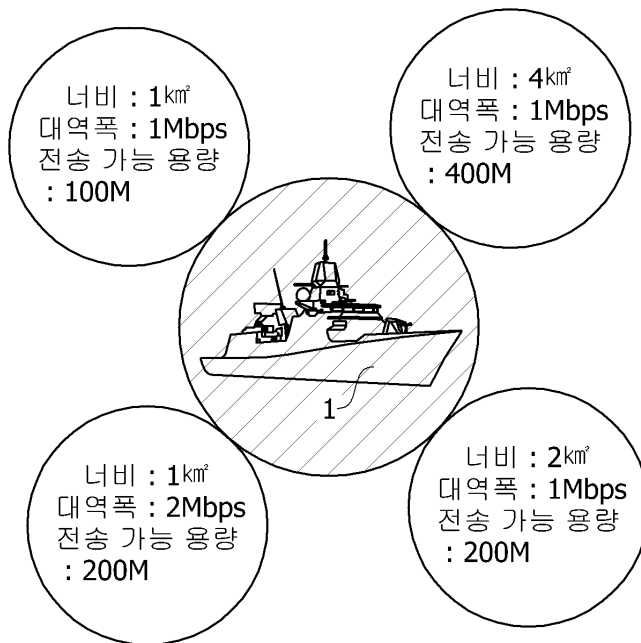 너비 : 1㎢
대역폭 : 1Mbps
전송 가능 용량
: 100M
너비 : 4㎢
대역폭 : 1Mbps
전송 가능 용량
: 400M
1
너비 : 1㎢
대역폭 : 2Mbps
전송 가능 용량
: 200M
너비 : 2㎢
대역폭 : 1Mbps
전송 가능 용량
: 200M